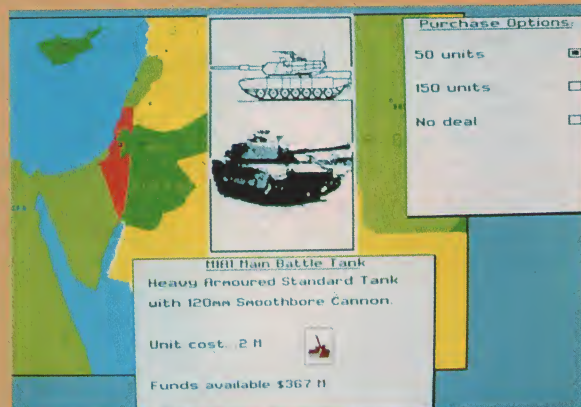 Purchase Options:
50 units
150 units
No deal
M1A1 Main Battle Tank
Heavy Armoured Standard Tank
with 120mm Smoothbore Cannon.
Unit cost. .2 M
Funds available $367 M